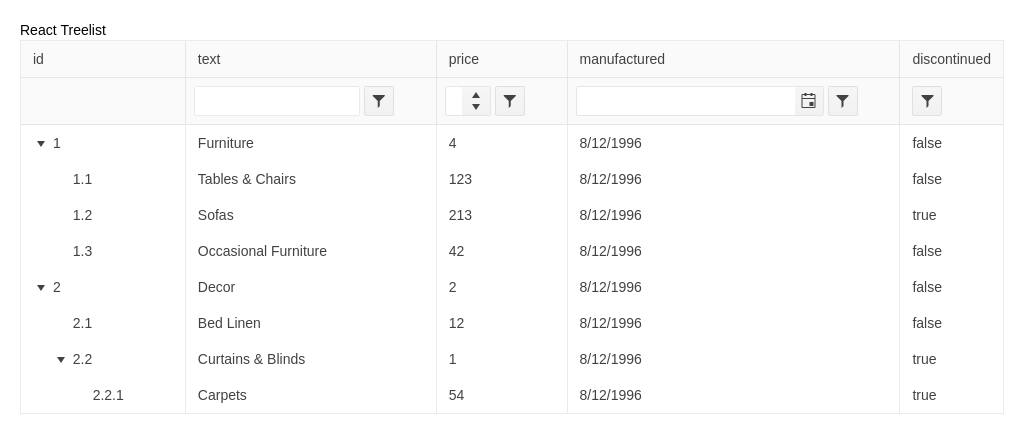 React Treelist
id text price manufactured discontinued
1 Furniture 4 8/12/1996 false
1.1 Tables & Chairs 123 8/12/1996 false
1.2 Sofas 213 8/12/1996 true
1.3 Occasional Furniture 42 8/12/1996 false
2 Decor 2 8/12/1996 false
2.1 Bed Linen 12 8/12/1996 false
2.2 Curtains & Blinds 1 8/12/1996 true
2.2.1 Carpets 54 8/12/1996 true